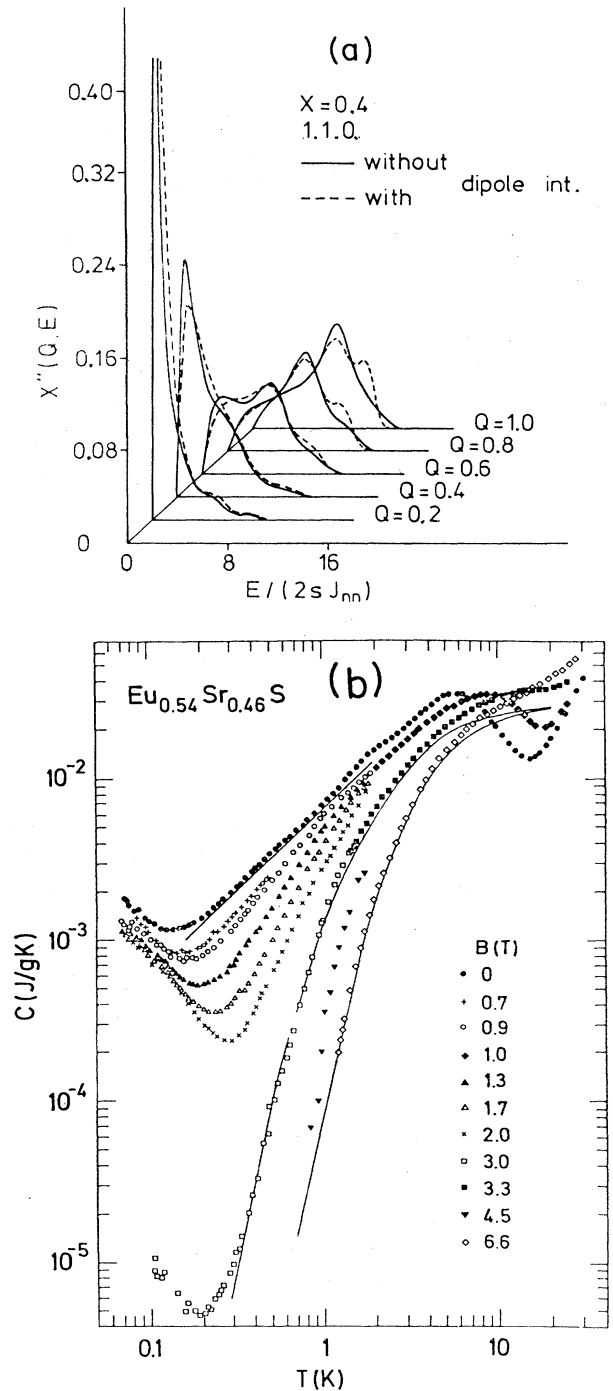 (a)
X = 0.4
1.1.0.
without
with
dipole int.
χ''(Q,E)
0.40
0.32
0.24
0.16
0.08
0
Q = 1.0
Q = 0.8
Q = 0.6
Q = 0.4
Q = 0.2
0 8 16
E / (2s Jnn)
(b)
Eu0.54Sr0.46S
C (J/gK)
10^-2
10^-3
10^-4
10^-5
B (T)
0
0.7
0.9
1.0
1.3
1.7
2.0
3.0
3.3
4.5
6.6
0.1 1 10
T (K)